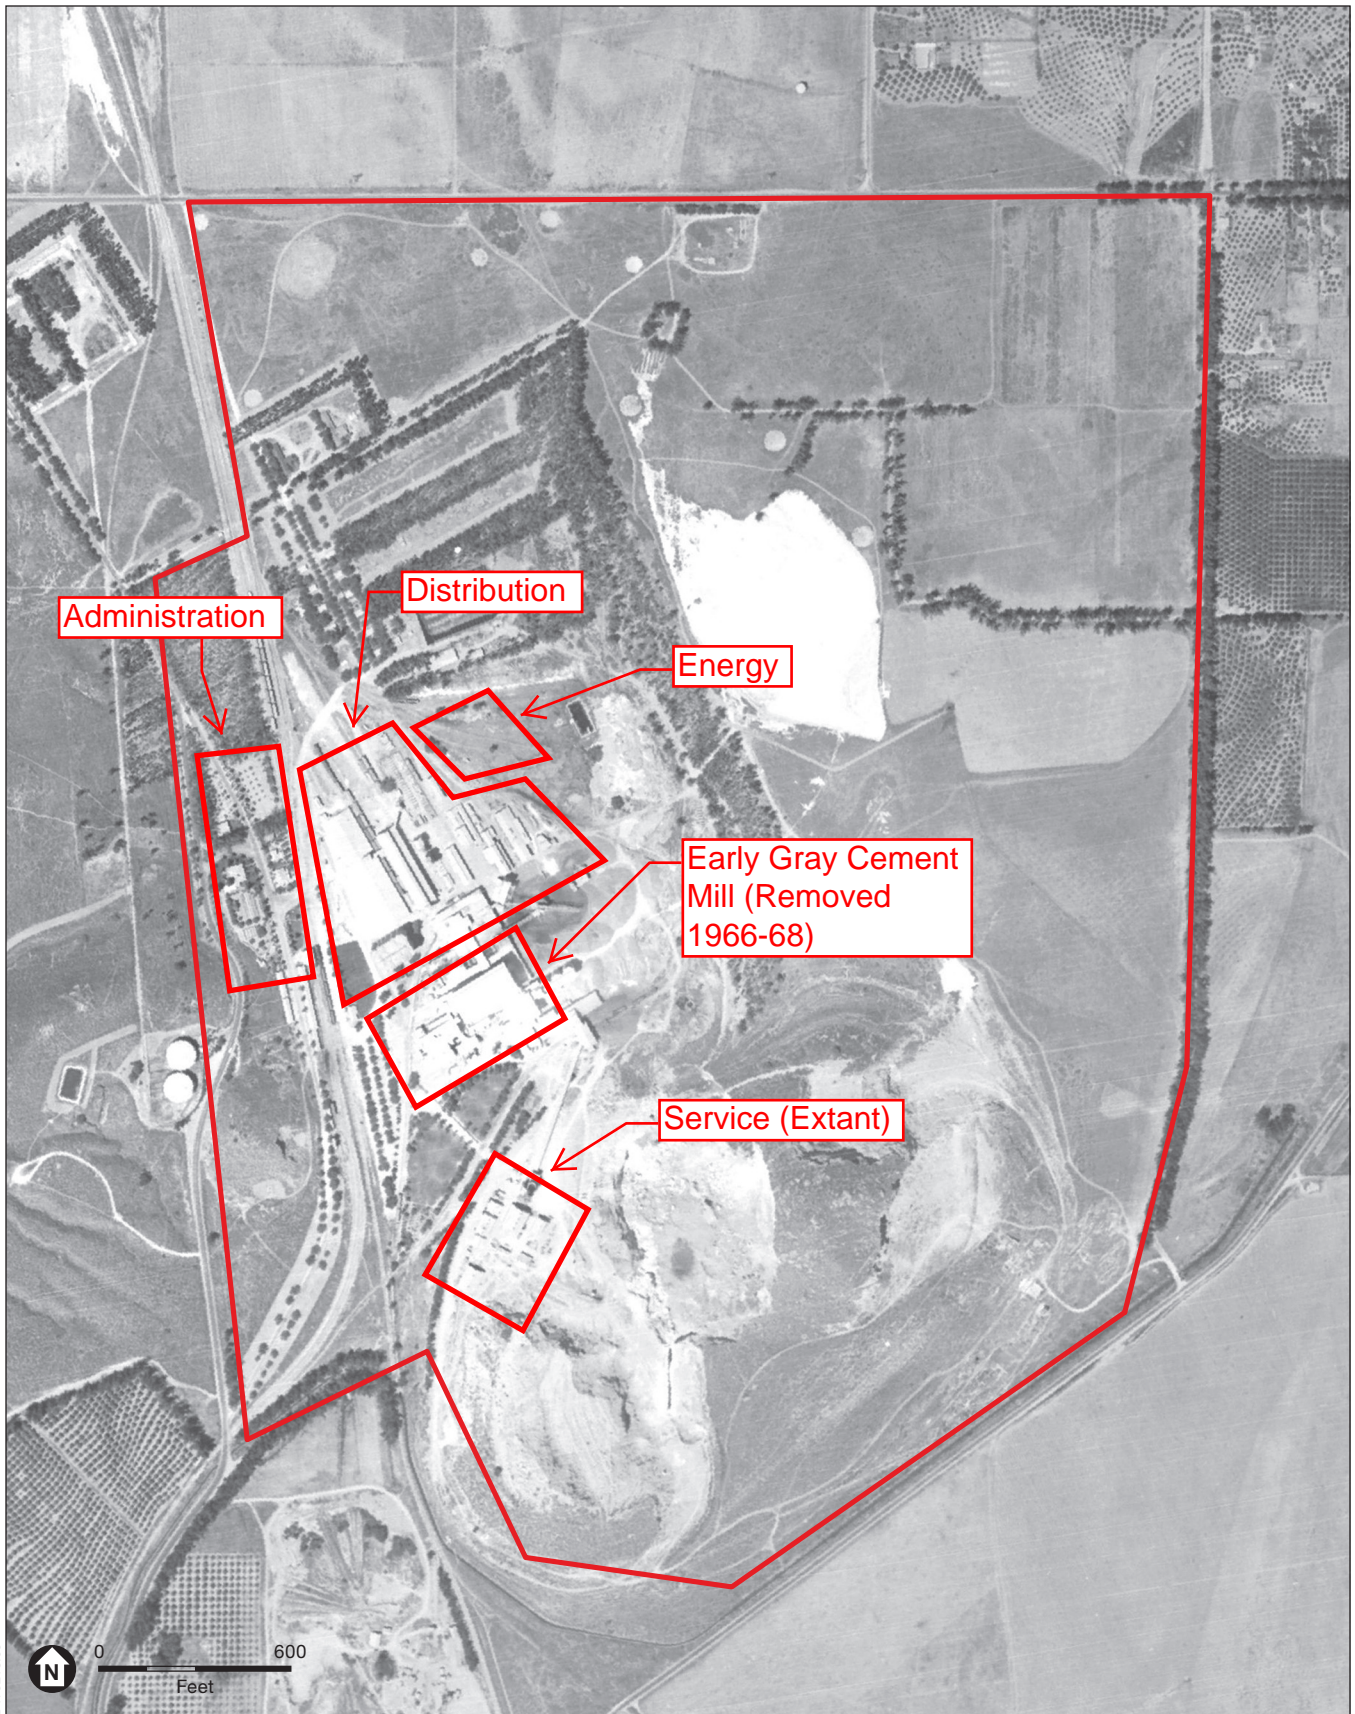 Distribution
Administration
Energy
Early Gray Cement
Mill (Removed
1966-68)
Service (Extant)
N
0 600
Feet